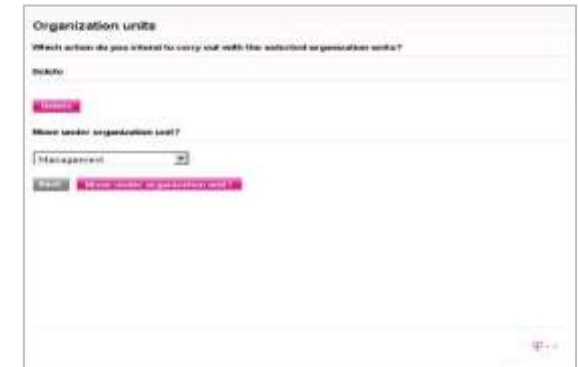 Organization units
Which action do you intend to carry out with the selected organization units?
Delete
Delete
Move under organization unit?
Management
Back Move under organization unit?
T